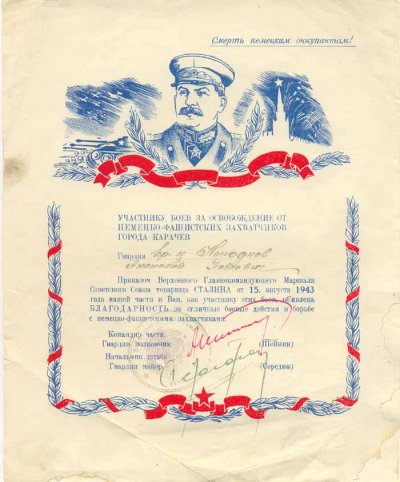 Смерть немецким оккупантам!
УЧАСТНИКУ БОЕВ ЗА ОСВОБОЖДЕНИЕ ОТ
НЕМЕЦКО-ФАШИСТСКИХ ЗАХВАТЧИКОВ
ГОРОДА КАРАЧЕВ
Гвардии
Приказом Верховного Главнокомандующего Маршала
Советского Союза товарища СТАЛИНА от 15. августа 1943
года нашей части и Вам, как участнику этих боев, об'явлена
БЛАГОДАРНОСТЬ за отличные боевые действия в борьбе
с немецко-фашистскими захватчиками.
Командир части
Гвардии полковник (Шейнин)
Начальник штаба
Гвардии майор (Сердюк)